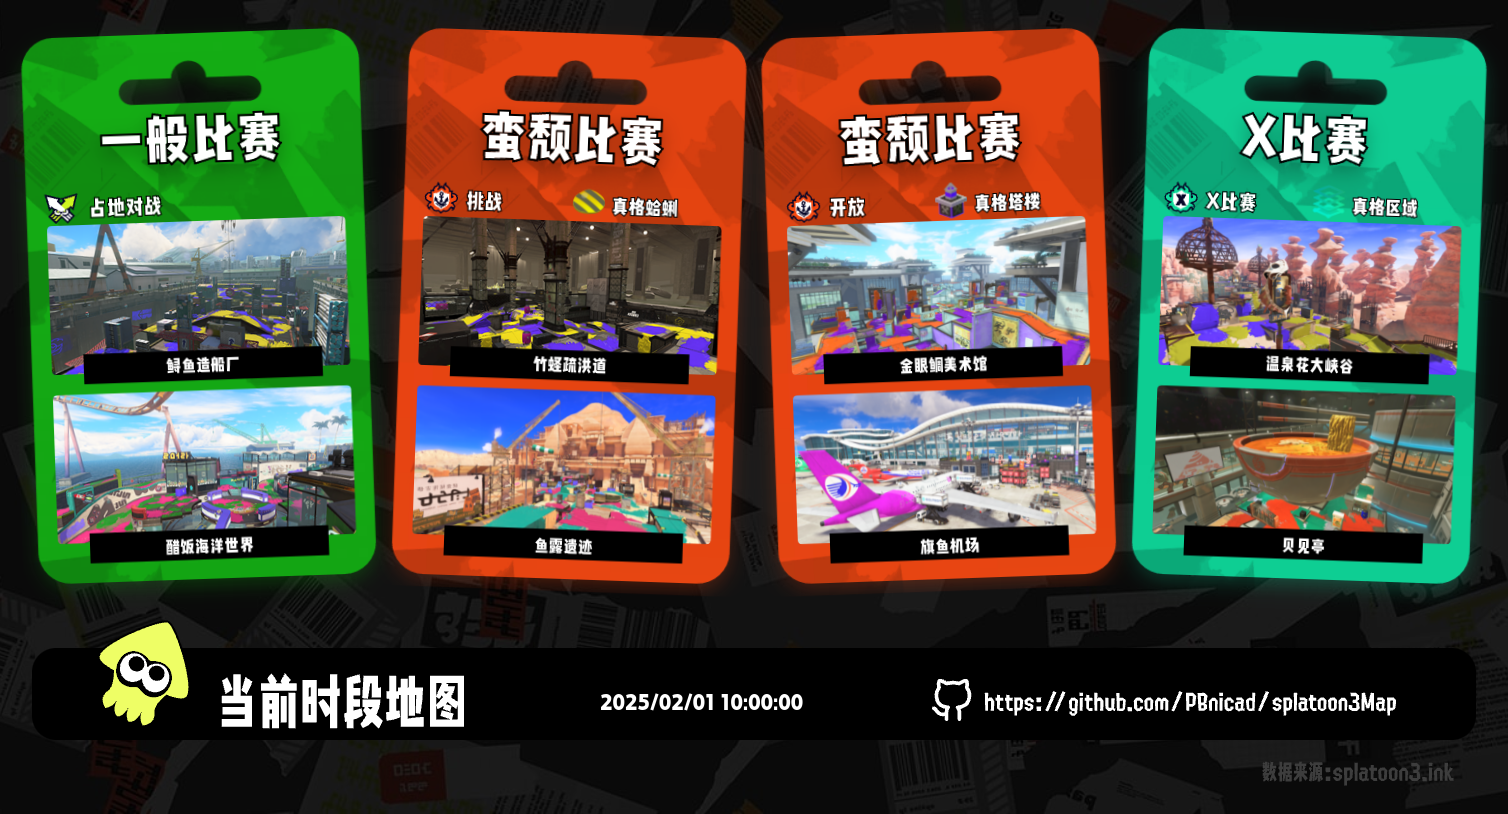 一般比赛
占地对战
鲟鱼造船厂
醋饭海洋世界
蛮颓比赛
挑战
真格蛤蜊
竹蛏疏洪道
鱼露遗迹
蛮颓比赛
开放
真格塔楼
金眼鲷美术馆
旗鱼机场
X比赛
X比赛
真格区域
温泉花大峡谷
贝见亭
当前时段地图
2025/02/01 10:00:00
https://github.com/PBnicad/splatoon3Map
数据来源:splatoon3.ink